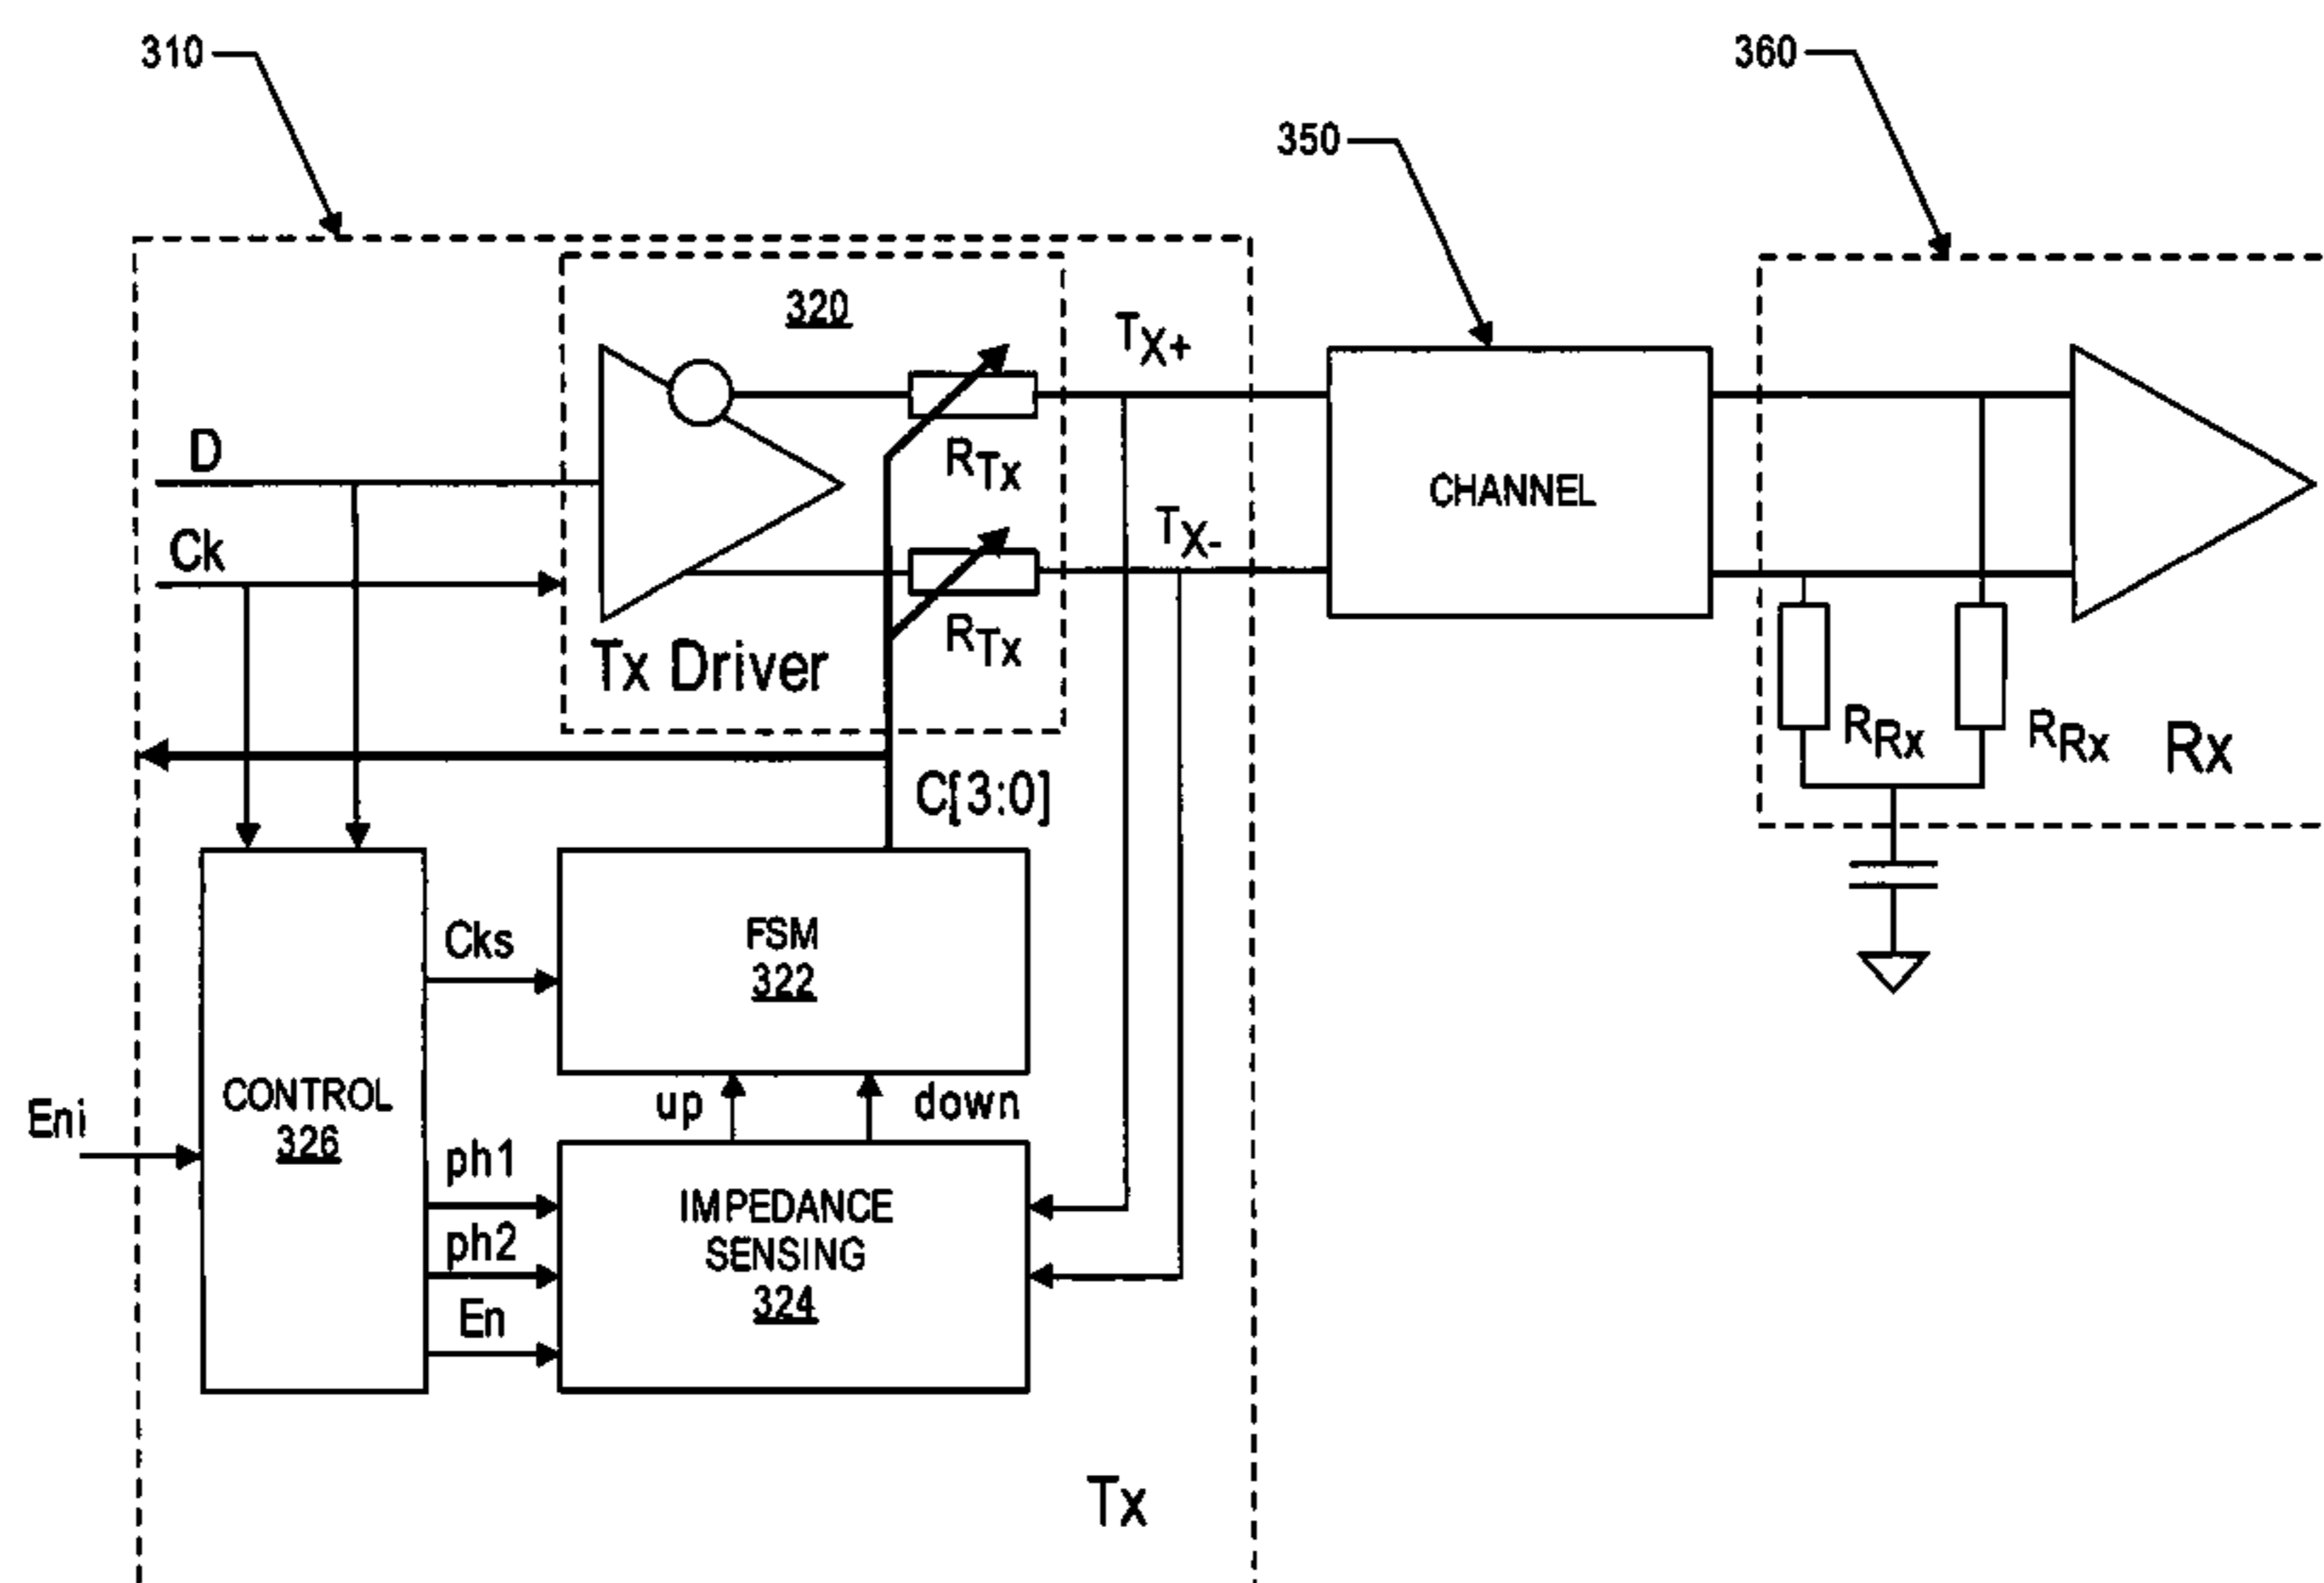 310
360
350
320
TX+
D
RTx
CHANNEL
TX-
Ck
RTx
Tx Driver
RRx
RRx
Rx
C[3:0]
Cks
FSM
322
CONTROL
326
up
down
Eni
ph1
IMPEDANCE
SENSING
324
ph2
En
Tx